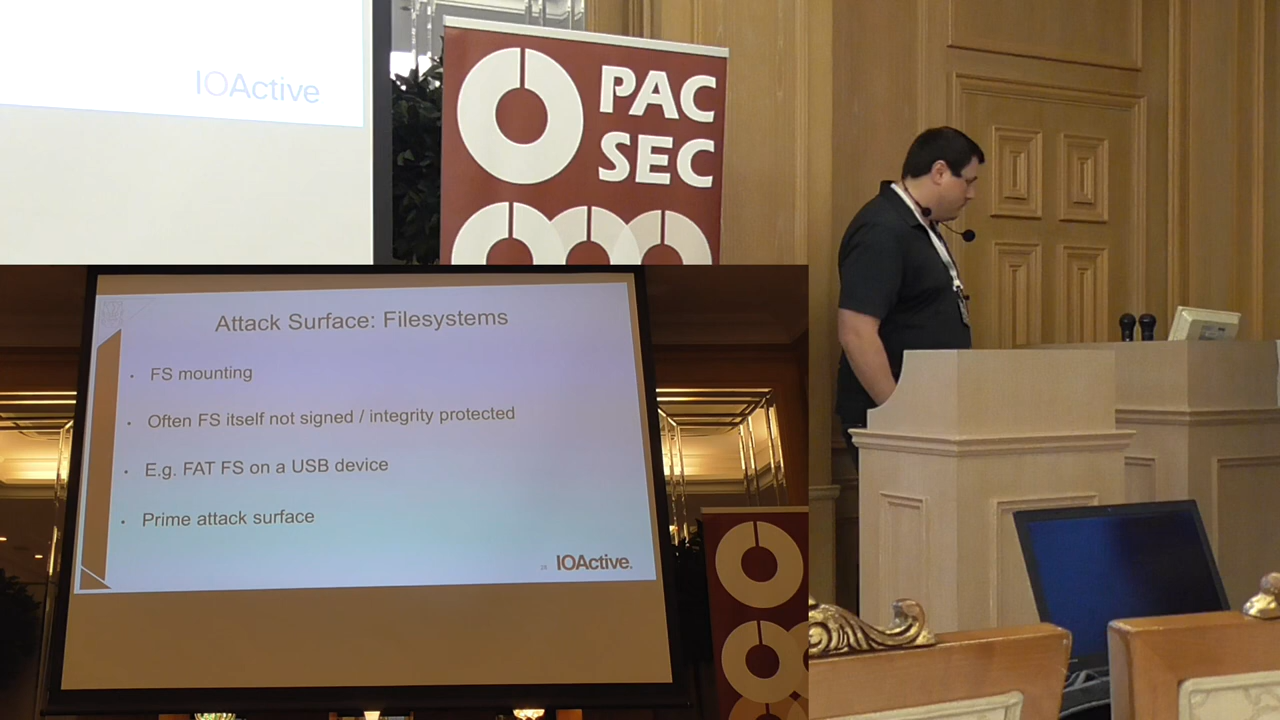 IOActive
PAC
SEC
Attack Surface: Filesystems
· FS mounting
· Often FS itself not signed / integrity protected
· E.g. FAT FS on a USB device
· Prime attack surface
IOActive.